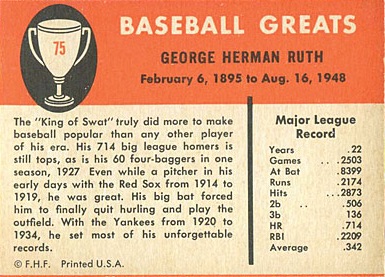 75
BASEBALL GREATS
GEORGE HERMAN RUTH
February 6, 1895 to Aug. 16, 1948
The "King of Swat" truly did more to make
baseball popular than any other player
of his era. His 714 big league homers is
still tops, as is his 60 four-baggers in one
season, 1927 Even while a pitcher in his
early days with the Red Sox from 1914 to
1919, he was great. His big bat forced
him to finally quit hurling and play the
outfield. With the Yankees from 1920 to
1934, he set most of his unforgettable
records.
Major League
Record
Years .22
Games ... .2503
At Bat .8399
Runs .2174
Hits .2873
2b .506
3b 136
HR .714
RBI .2209
Average .342
© F.H.F. Printed U.S.A.